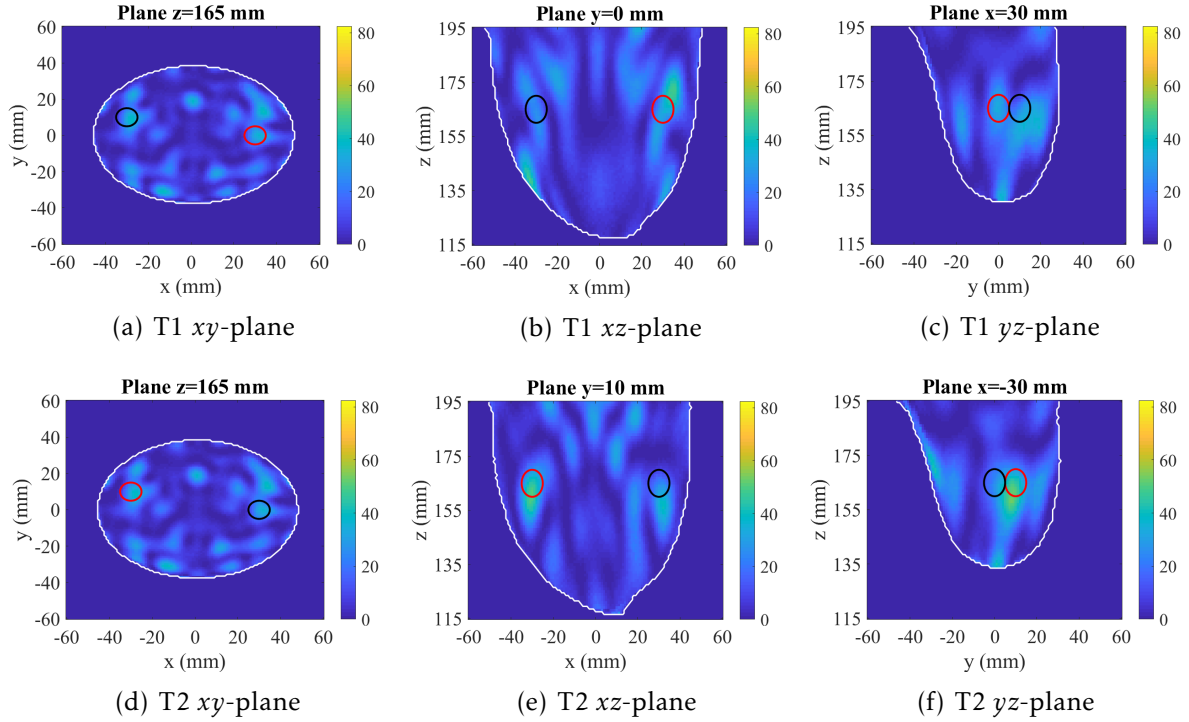 Plane z=165 mm
Plane y=0 mm
Plane x=30 mm
60
40
20
0
-20
-40
-60
y (mm)
-60 -40 -20 0 20 40 60
x (mm)
80
60
40
20
0
195
175
155
135
115
z (mm)
-60 -40 -20 0 20 40 60
x (mm)
80
60
40
20
0
195
175
155
135
115
z (mm)
-60 -40 -20 0 20 40 60
y (mm)
80
60
40
20
0
(a) T1 xy-plane
(b) T1 xz-plane
(c) T1 yz-plane
Plane z=165 mm
Plane y=10 mm
Plane x=-30 mm
60
40
20
0
-20
-40
-60
y (mm)
-60 -40 -20 0 20 40 60
x (mm)
80
60
40
20
0
195
175
155
135
115
z (mm)
-60 -40 -20 0 20 40 60
x (mm)
80
60
40
20
0
195
175
155
135
115
z (mm)
-60 -40 -20 0 20 40 60
y (mm)
80
60
40
20
0
(d) T2 xy-plane
(e) T2 xz-plane
(f) T2 yz-plane